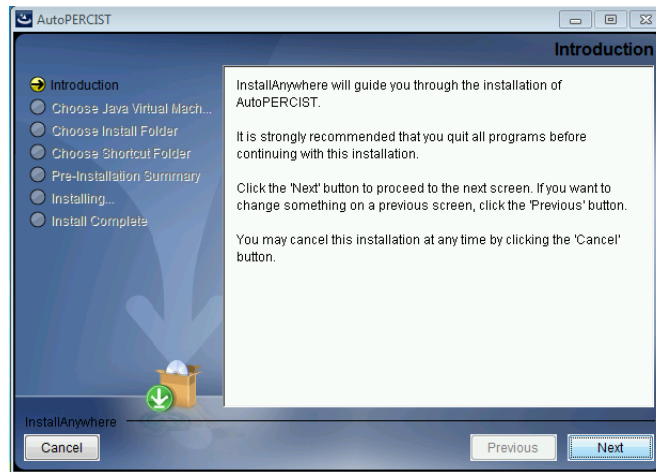 AutoPERCIST
Introduction
Introduction
Choose Java Virtual Mach...
Choose Install Folder
Choose Shortcut Folder
Pre-Installation Summary
Installing...
Install Complete
InstallAnywhere will guide you through the installation of
AutoPERCIST.
It is strongly recommended that you quit all programs before
continuing with this installation.
Click the 'Next' button to proceed to the next screen. If you want to
change something on a previous screen, click the 'Previous' button.
You may cancel this installation at any time by clicking the 'Cancel'
button.
InstallAnywhere
Cancel
Previous
Next